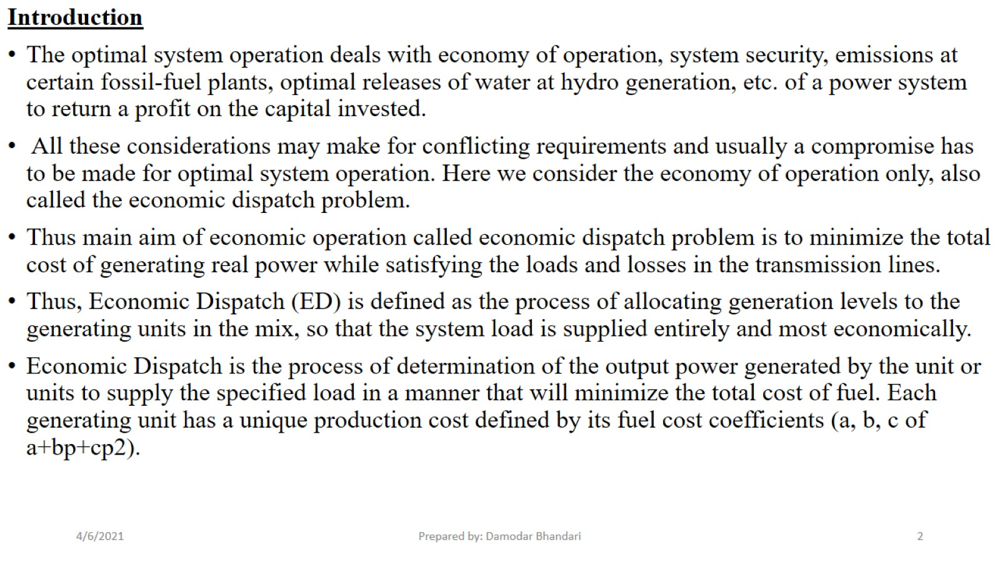 Introduction
• The optimal system operation deals with economy of operation, system security, emissions at
certain fossil-fuel plants, optimal releases of water at hydro generation, etc. of a power system
to return a profit on the capital invested.
• All these considerations may make for conflicting requirements and usually a compromise has
to be made for optimal system operation. Here we consider the economy of operation only, also
called the economic dispatch problem.
• Thus main aim of economic operation called economic dispatch problem is to minimize the total
cost of generating real power while satisfying the loads and losses in the transmission lines.
• Thus, Economic Dispatch (ED) is defined as the process of allocating generation levels to the
generating units in the mix, so that the system load is supplied entirely and most economically.
• Economic Dispatch is the process of determination of the output power generated by the unit or
units to supply the specified load in a manner that will minimize the total cost of fuel. Each
generating unit has a unique production cost defined by its fuel cost coefficients (a, b, c of
a+bp+cp2).
4/6/2021 Prepared by: Damodar Bhandari 2